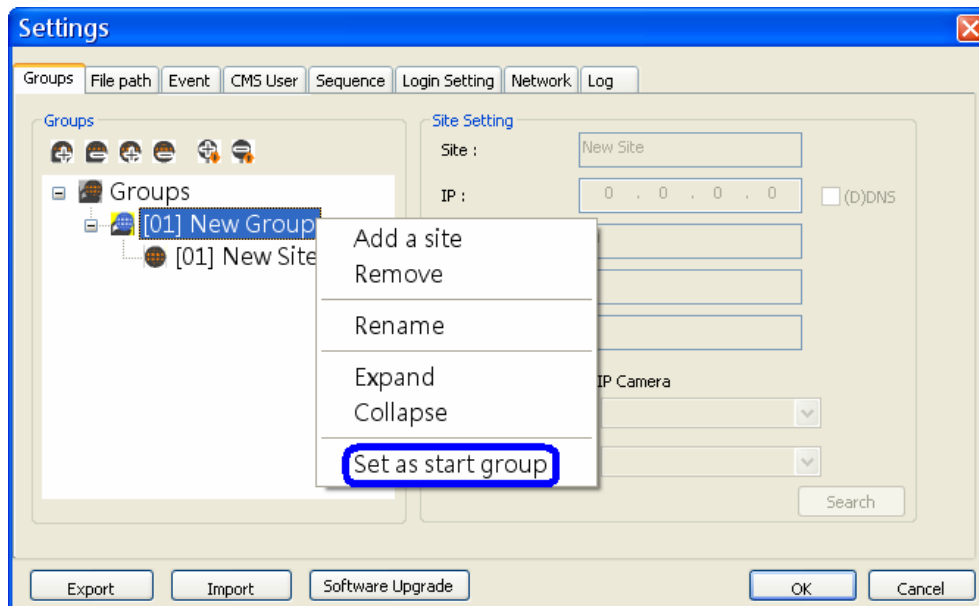 Settings
Groups File path Event CMS User Sequence Login Setting Network Log
Groups
Groups
[01] New Group
[01] New Site
Site Setting
Site : New Site
IP : 0 . 0 . 0 . 0 (D)DNS
IP Camera
Search
Add a site
Remove
Rename
Expand
Collapse
Set as start group
Export Import Software Upgrade OK Cancel